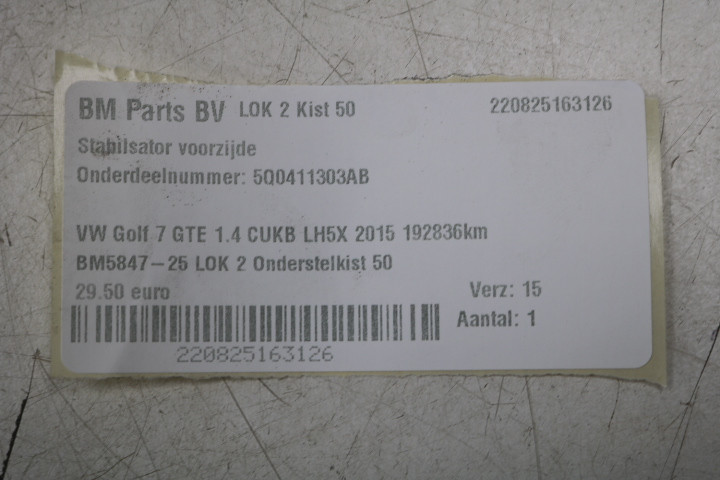 BM Parts BV LOK 2 Kist 50 220825163126
Stabilsator voorzijde
Onderdeelnummer: 5Q0411303AB
VW Golf 7 GTE 1.4 CUKB LH5X 2015 192836km
BM5847-25 LOK 2 Onderstelkist 50
29.50 euro Verz: 15
Aantal: 1
220825163126